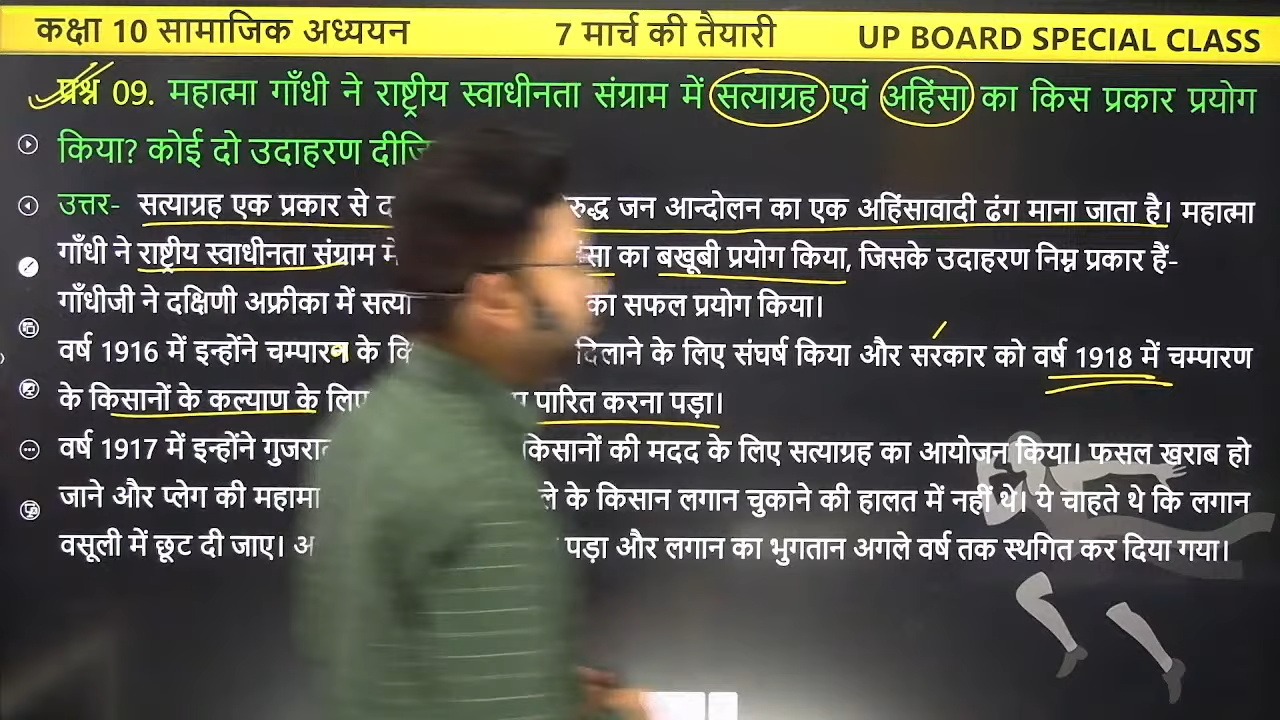 कक्षा 10 सामाजिक अध्ययन 7 मार्च की तैयारी UP BOARD SPECIAL CLASS
प्रश्न 09. महात्मा गाँधी ने राष्ट्रीय स्वाधीनता संग्राम में सत्याग्रह एवं अहिंसा का किस प्रकार प्रयोग
किया? कोई दो उदाहरण
उत्तर- सत्याग्रह एक प्रकार से जन आन्दोलन का एक अहिंसावादी ढंग माना जाता है। महात्मा
गाँधी ने राष्ट्रीय स्वाधीनता संग्राम का बखूबी प्रयोग किया, जिसके उदाहरण निम्न प्रकार हैं-
गाँधीजी ने दक्षिणी अफ्रीका में का सफल प्रयोग किया।
वर्ष 1916 में इन्होंने चम्पारन के दिलाने के लिए संघर्ष किया और सरकार को वर्ष 1918 में चम्पारण
के किसानों के कल्याण के पारित करना पड़ा।
वर्ष 1917 में इन्होंने किसानों की मदद के लिए सत्याग्रह का आयोजन किया। फसल खराब हो
जाने और प्लेग की के किसान लगान चुकाने की हालत में नहीं थे। ये चाहते थे कि लगान
वसूली में छूट दी जाए। पड़ा और लगान का भुगतान अगले वर्ष तक स्थगित कर दिया गया।